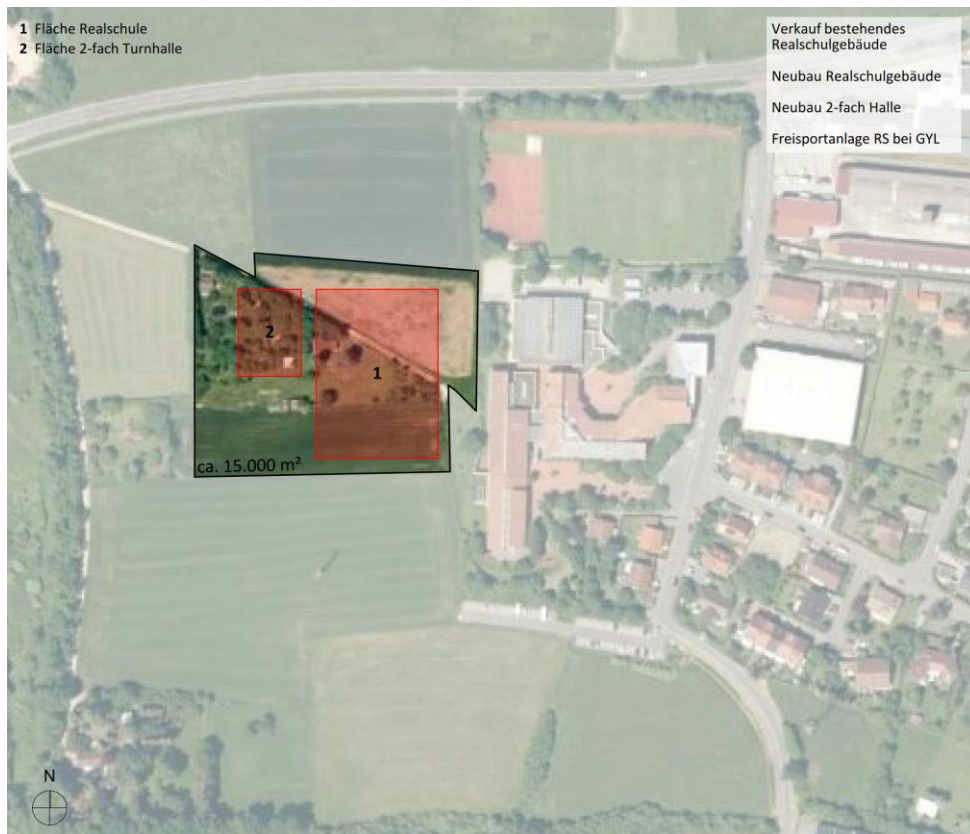 1 Fläche Realschule
2 Fläche 2-fach Turnhalle
Verkauf bestehendes
Realschulgebäude
Neubau Realschulgebäude
Neubau 2-fach Halle
Freisportanlage RS bei GYL
2
1
ca. 15.000 m²
N